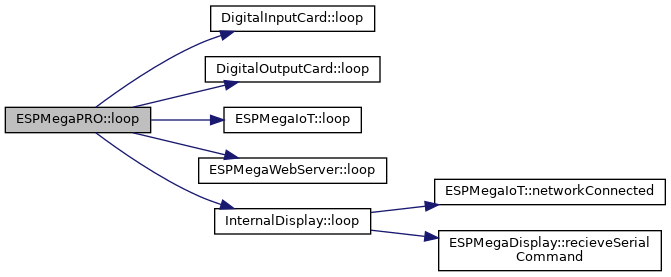 DigitalInputCard::loop
DigitalOutputCard::loop
ESPMegaPRO::loop
ESPMegaIoT::loop
ESPMegaWebServer::loop
InternalDisplay::loop
ESPMegaIoT::networkConnected
ESPMegaDisplay::recieveSerial
Command